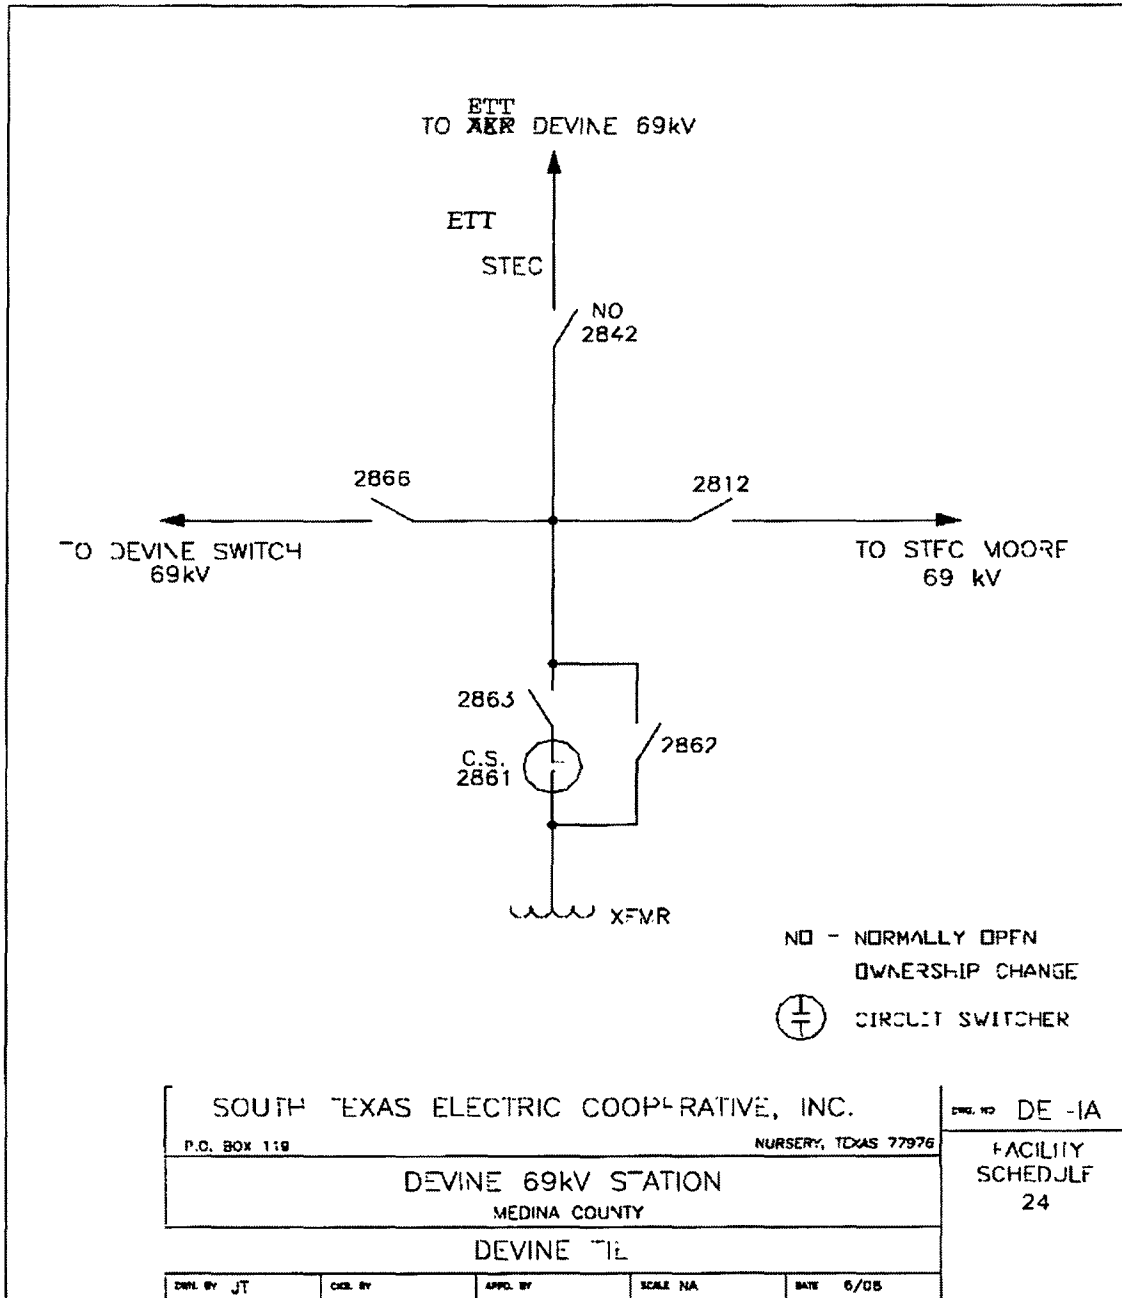 ETT
TO DEVINE 69kV
ETT
STEC
NO
2842
2866
2812
TO DEVINE SWITCH
69kV
TO STEC MOORE
69 kV
2863
2862
C.S.
2861
XFMR
NO - NORMALLY OPEN
OWNERSHIP CHANGE
CIRCUIT SWITCHER
SOUTH TEXAS ELECTRIC COOPERATIVE, INC.
P.O. BOX 119 NURSERY, TEXAS 77976
DWG. NO DE -1A
DEVINE 69kV STATION
MEDINA COUNTY
FACILITY
SCHEDULE
24
DEVINE TIE
DWN. BY JT
CKD. BY
APPD. BY
SCALE NA
DATE 6/08